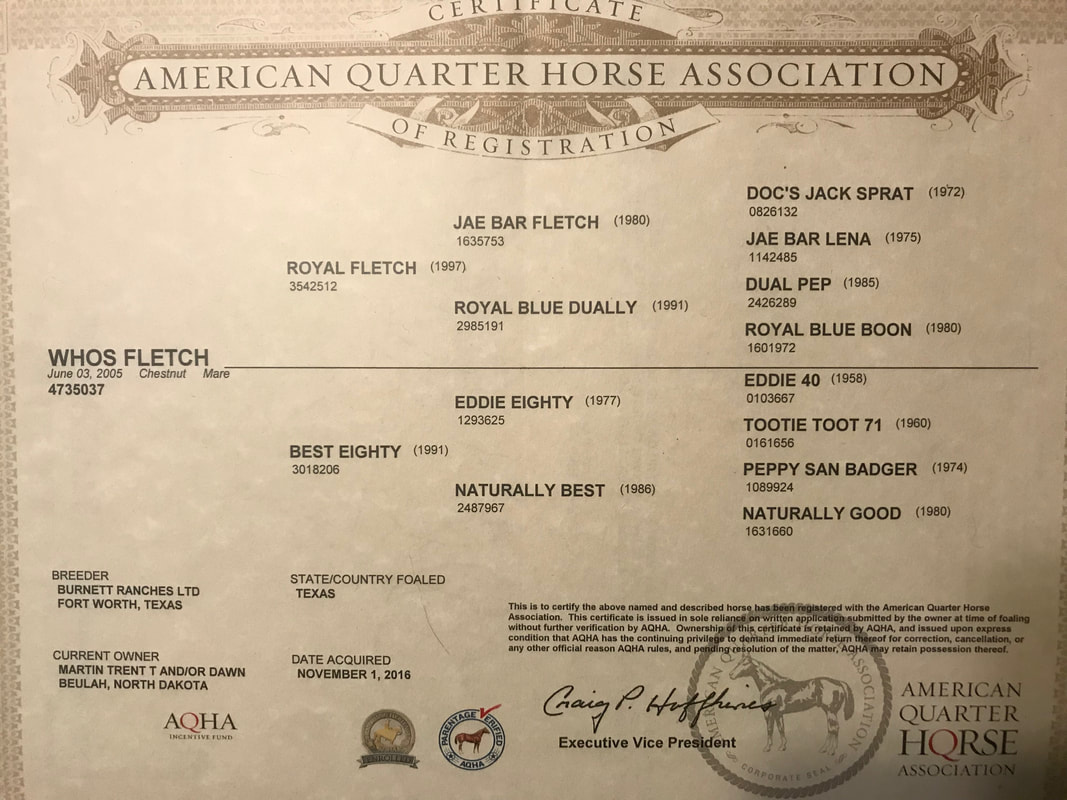 CERTIFICATE
AMERICAN QUARTER HORSE ASSOCIATION
OF REGISTRATION
DOC'S JACK SPRAT (1972)
0826132
JAE BAR FLETCH (1980)
1635753
JAE BAR LENA (1975)
1142485
ROYAL FLETCH (1997)
3542512
DUAL PEP (1985)
2426289
ROYAL BLUE DUALLY (1991)
2985191
ROYAL BLUE BOON (1980)
1601972
WHOS FLETCH
June 03, 2005 Chestnut Mare
4735037
EDDIE 40 (1958)
0103667
EDDIE EIGHTY (1977)
1293625
TOOTIE TOOT 71 (1960)
0161656
BEST EIGHTY (1991)
3018206
PEPPY SAN BADGER (1974)
1089924
NATURALLY BEST (1986)
2487967
NATURALLY GOOD (1980)
1631660
BREEDER
BURNETT RANCHES LTD
FORT WORTH, TEXAS
STATE/COUNTRY FOALED
TEXAS
CURRENT OWNER
MARTIN TRENT T AND/OR DAWN
BEULAH, NORTH DAKOTA
DATE ACQUIRED
NOVEMBER 1, 2016
This is to certify the above named and described horse has been registered with the American Quarter Horse
Association. This certificate is issued in sole reliance on written application submitted by the owner at time of foaling
without further verification by AQHA. Ownership of this certificate is retained by AQHA, and issued upon express
condition that AQHA has the continuing privilege to demand immediate return thereof for correction, cancellation, or
any other official reason AQHA rules, and pending resolution of the matter, AQHA may retain possession thereof.
Craig P. Huffhines
Executive Vice President
AQHA
INCENTIVE FUND
ENROLLED
PARENTAGE VERIFIED
AQHA
AMERICAN QUARTER HORSE ASSOCIATION
CORPORATE SEAL
AMERICAN
QUARTER
HORSE
ASSOCIATION